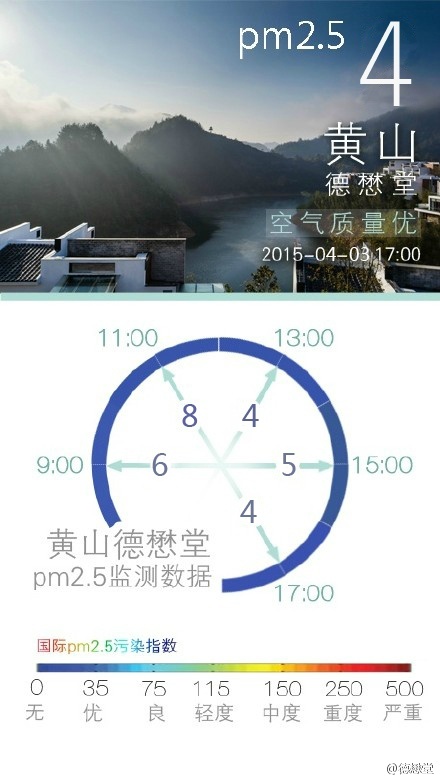 pm2.5 4
黄山
德懋堂
空气质量优
2015-04-03 17:00
11:00 13:00
8 4
9:00 6 5 15:00
4
黄山德懋堂
pm2.5监测数据
17:00
国际pm2.5污染指数
0 35 75 115 150 250 500
无 优 良 轻度 中度 重度 严重
@德懋堂